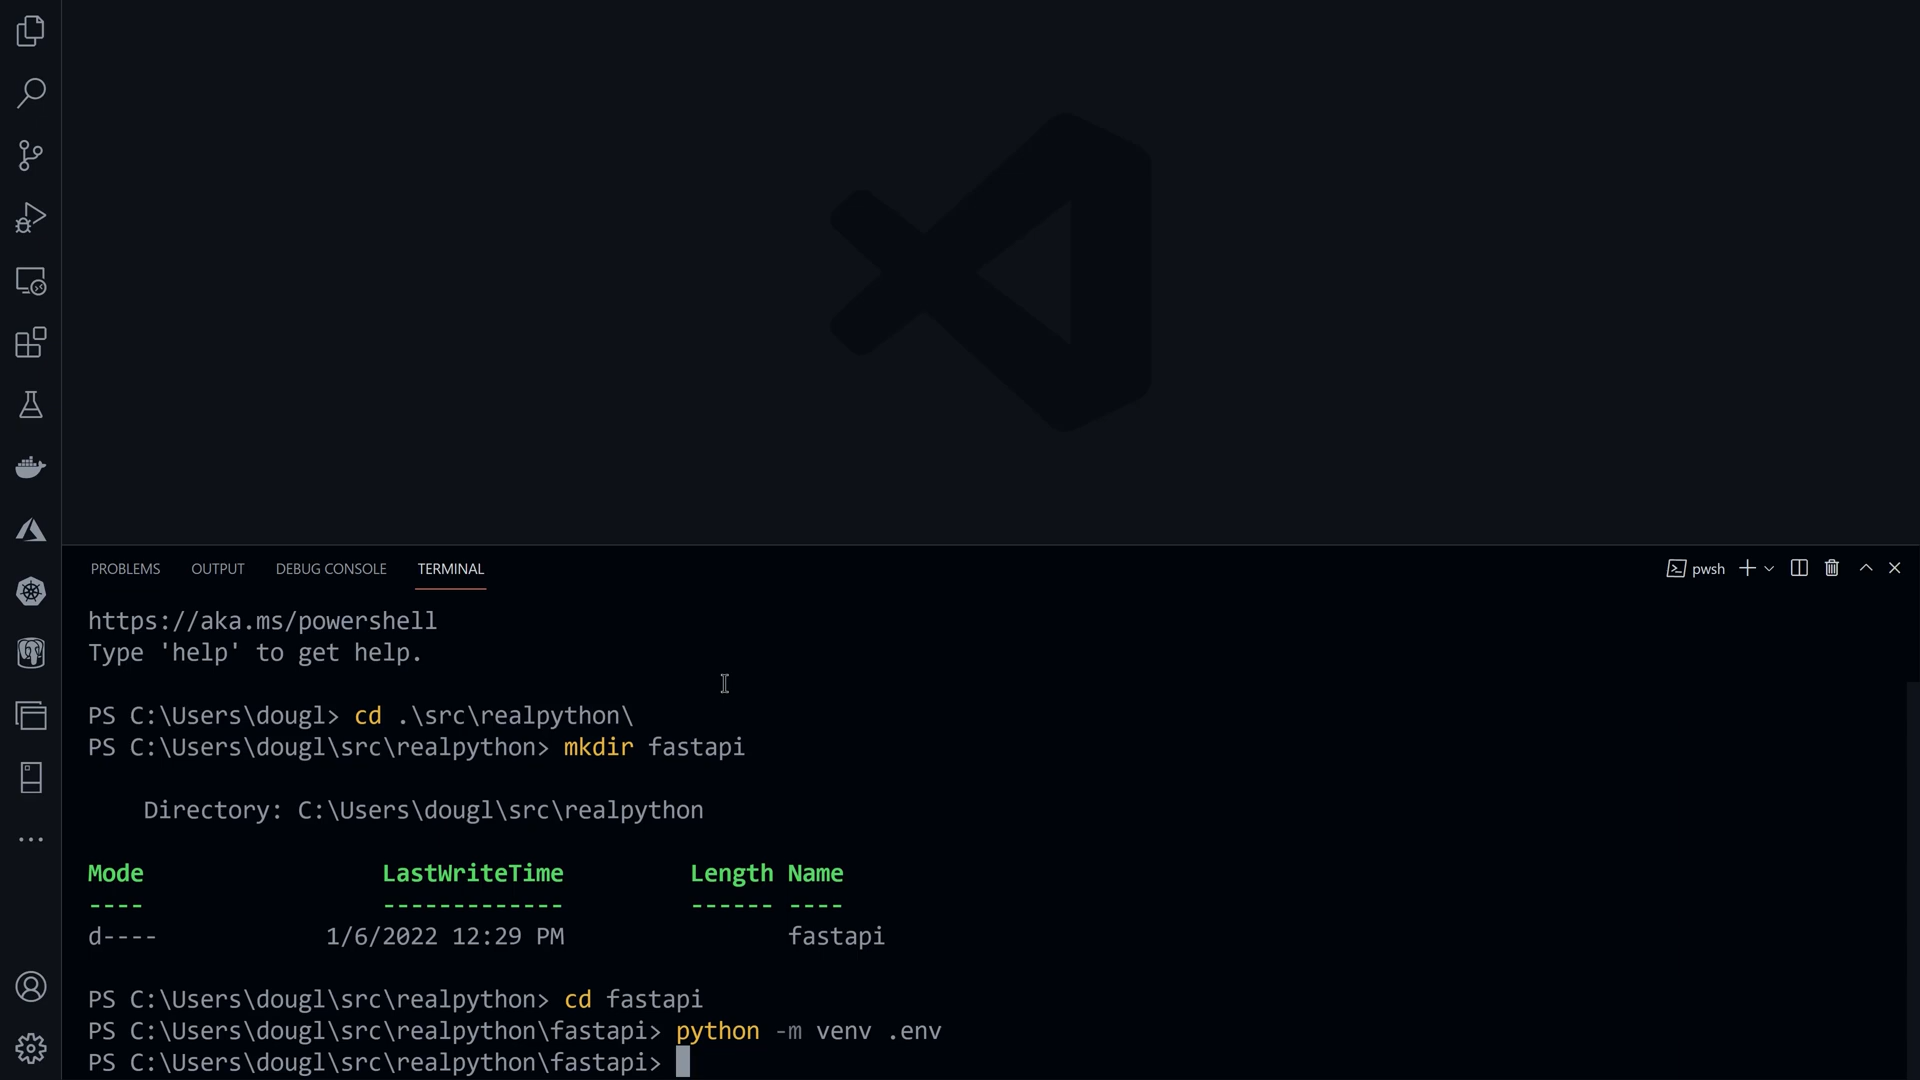 PROBLEMS OUTPUT DEBUG CONSOLE TERMINAL pwsh
https://aka.ms/powershell
Type 'help' to get help.
PS C:\Users\dougl> cd .\src\realpython\
PS C:\Users\dougl\src\realpython> mkdir fastapi
Directory: C:\Users\dougl\src\realpython
Mode LastWriteTime Length Name
---- ------------- ------ ----
d---- 1/6/2022 12:29 PM fastapi
PS C:\Users\dougl\src\realpython> cd fastapi
PS C:\Users\dougl\src\realpython\fastapi> python -m venv .env
PS C:\Users\dougl\src\realpython\fastapi>